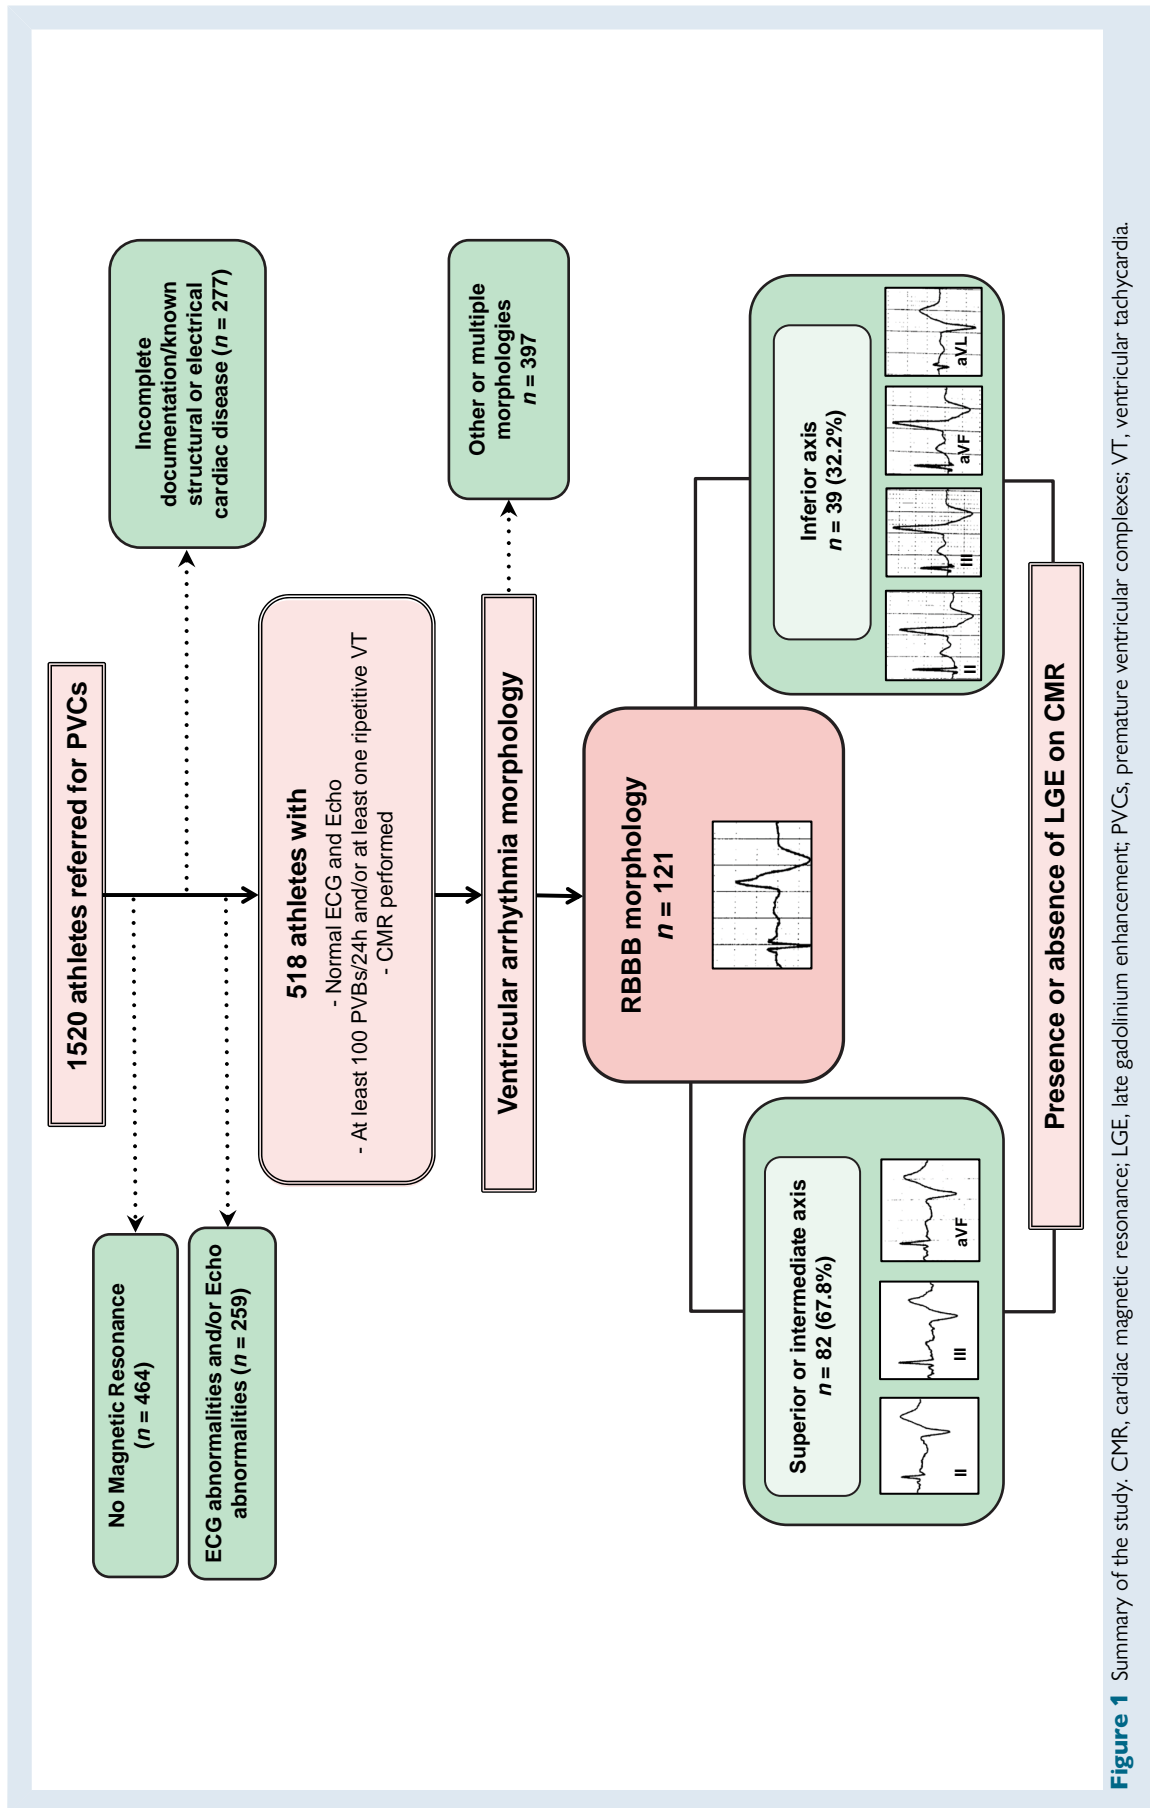 1520 athletes referred for PVCs
No Magnetic Resonance
(n = 464)
Incomplete
documentation/known
structural or electrical
cardiac disease (n = 277)
ECG abnormalities and/or Echo
abnormalities (n = 259)
518 athletes with
- Normal ECG and Echo
- At least 100 PVBs/24h and/or at least one ripetitive VT
- CMR performed
Ventricular arrhythmia morphology
Other or multiple
morphologies
n = 397
RBBB morphology
n = 121
Superior or intermediate axis
n = 82 (67.8%)
II
III
aVF
Inferior axis
n = 39 (32.2%)
II
III
aVF
aVL
Presence or absence of LGE on CMR
Figure 1 Summary of the study. CMR, cardiac magnetic resonance; LGE, late gadolinium enhancement; PVCs, premature ventricular complexes; VT, ventricular tachycardia.